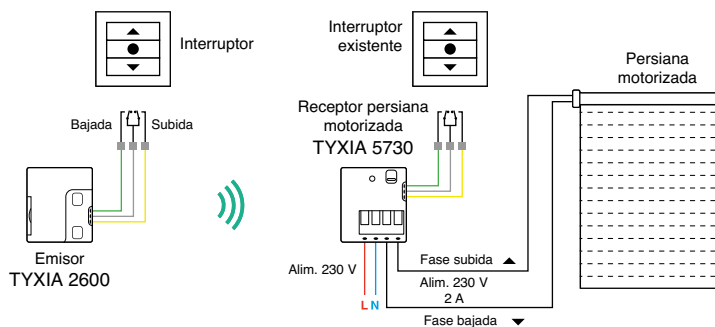 Interruptor
Bajada
Subida
Emisor
TYXIA 2600
Interruptor
existente
Receptor persiana
motorizada
TYXIA 5730
Alim. 230 V
L N
Fase subida
Alim. 230 V
2 A
Fase bajada
Persiana
motorizada